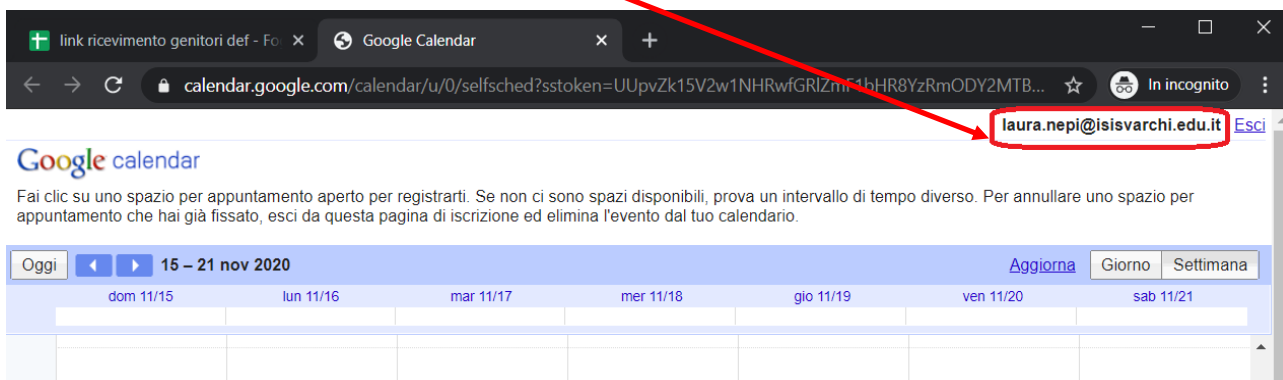 link ricevimento genitori def - Fo
Google Calendar
calendar.google.com/calendar/u/0/selfsched?sstoken=
In incognito
laura.nepi@isisvarchi.edu.it Esci
Google calendar
Fai clic su uno spazio per appuntamento aperto per registrarti. Se non ci sono spazi disponibili, prova un intervallo di tempo diverso. Per annullare uno spazio per
appuntamento che hai già fissato, esci da questa pagina di iscrizione ed elimina l'evento dal tuo calendario.
Oggi 15 – 21 nov 2020 Aggiorna Giorno Settimana
dom 11/15 lun 11/16 mar 11/17 mer 11/18 gio 11/19 ven 11/20 sab 11/21